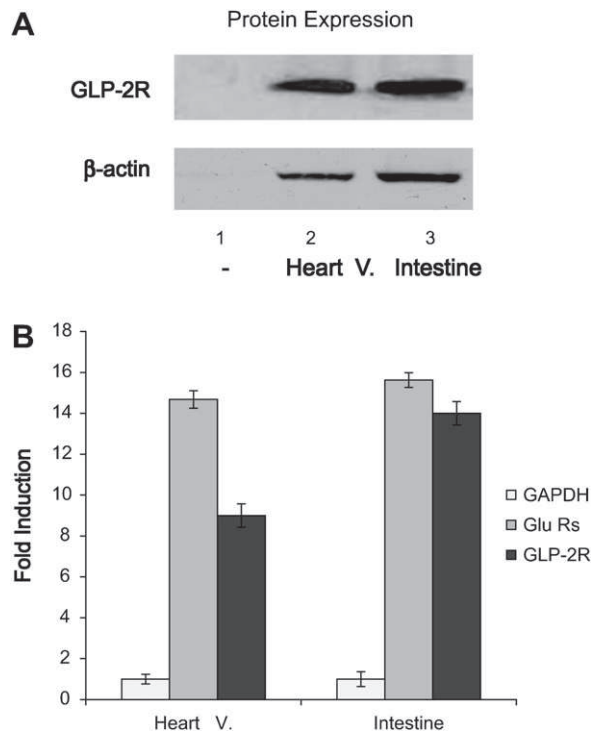 A
Protein Expression
GLP-2R
β-actin
1 2 3
- Heart V. Intestine
B
18
16
14
12
10
8
6
4
2
0
Fold Induction
GAPDH
Glu Rs
GLP-2R
Heart V. Intestine